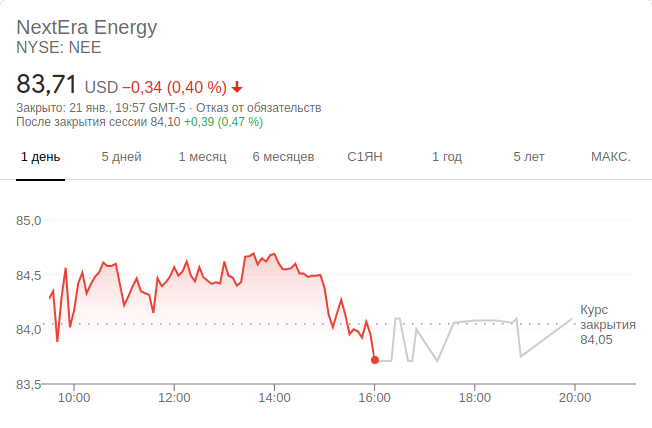 NextEra Energy
NYSE: NEE
83,71 USD −0,34 (0,40 %)
Закрыто: 21 янв., 19:57 GMT-5 · Отказ от обязательств
После закрытия сессии 84,10 +0,39 (0,47 %)
1 день 5 дней 1 месяц 6 месяцев С1ЯН 1 год 5 лет МАКС.
85,0
84,5
84,0
83,5
Курс
закрытия
84,05
10:00 12:00 14:00 16:00 18:00 20:00